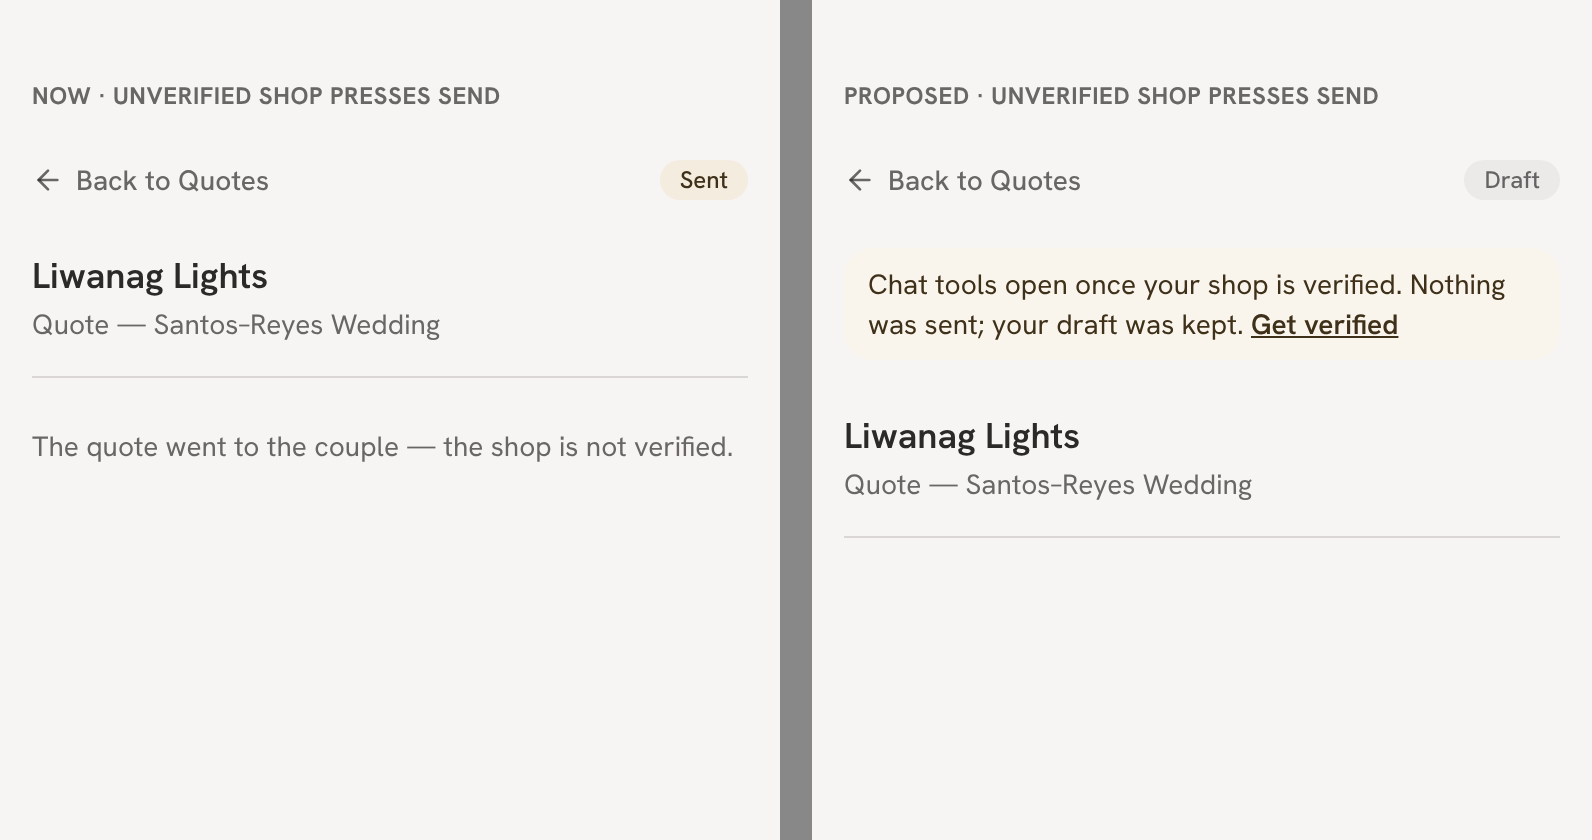 NOW · UNVERIFIED SHOP PRESSES SEND
Back to Quotes
Sent
Liwanag Lights
Quote — Santos–Reyes Wedding
The quote went to the couple — the shop is not verified.
PROPOSED · UNVERIFIED SHOP PRESSES SEND
Back to Quotes
Draft
Chat tools open once your shop is verified. Nothing
was sent; your draft was kept. Get verified
Liwanag Lights
Quote — Santos–Reyes Wedding